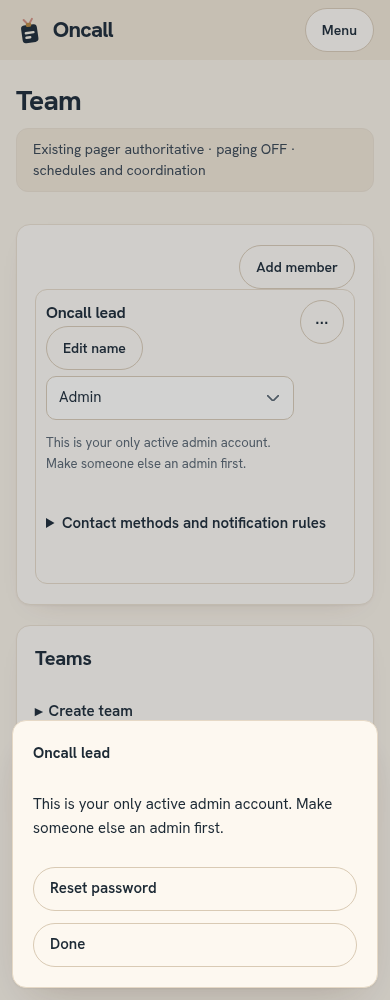 Oncall
Menu
Team
Existing pager authoritative · paging OFF ·
schedules and coordination
Add member
Oncall lead
...
Edit name
Admin
This is your only active admin account.
Make someone else an admin first.
▶ Contact methods and notification rules
Teams
▶ Create team
Oncall lead
This is your only active admin account. Make
someone else an admin first.
Reset password
Done